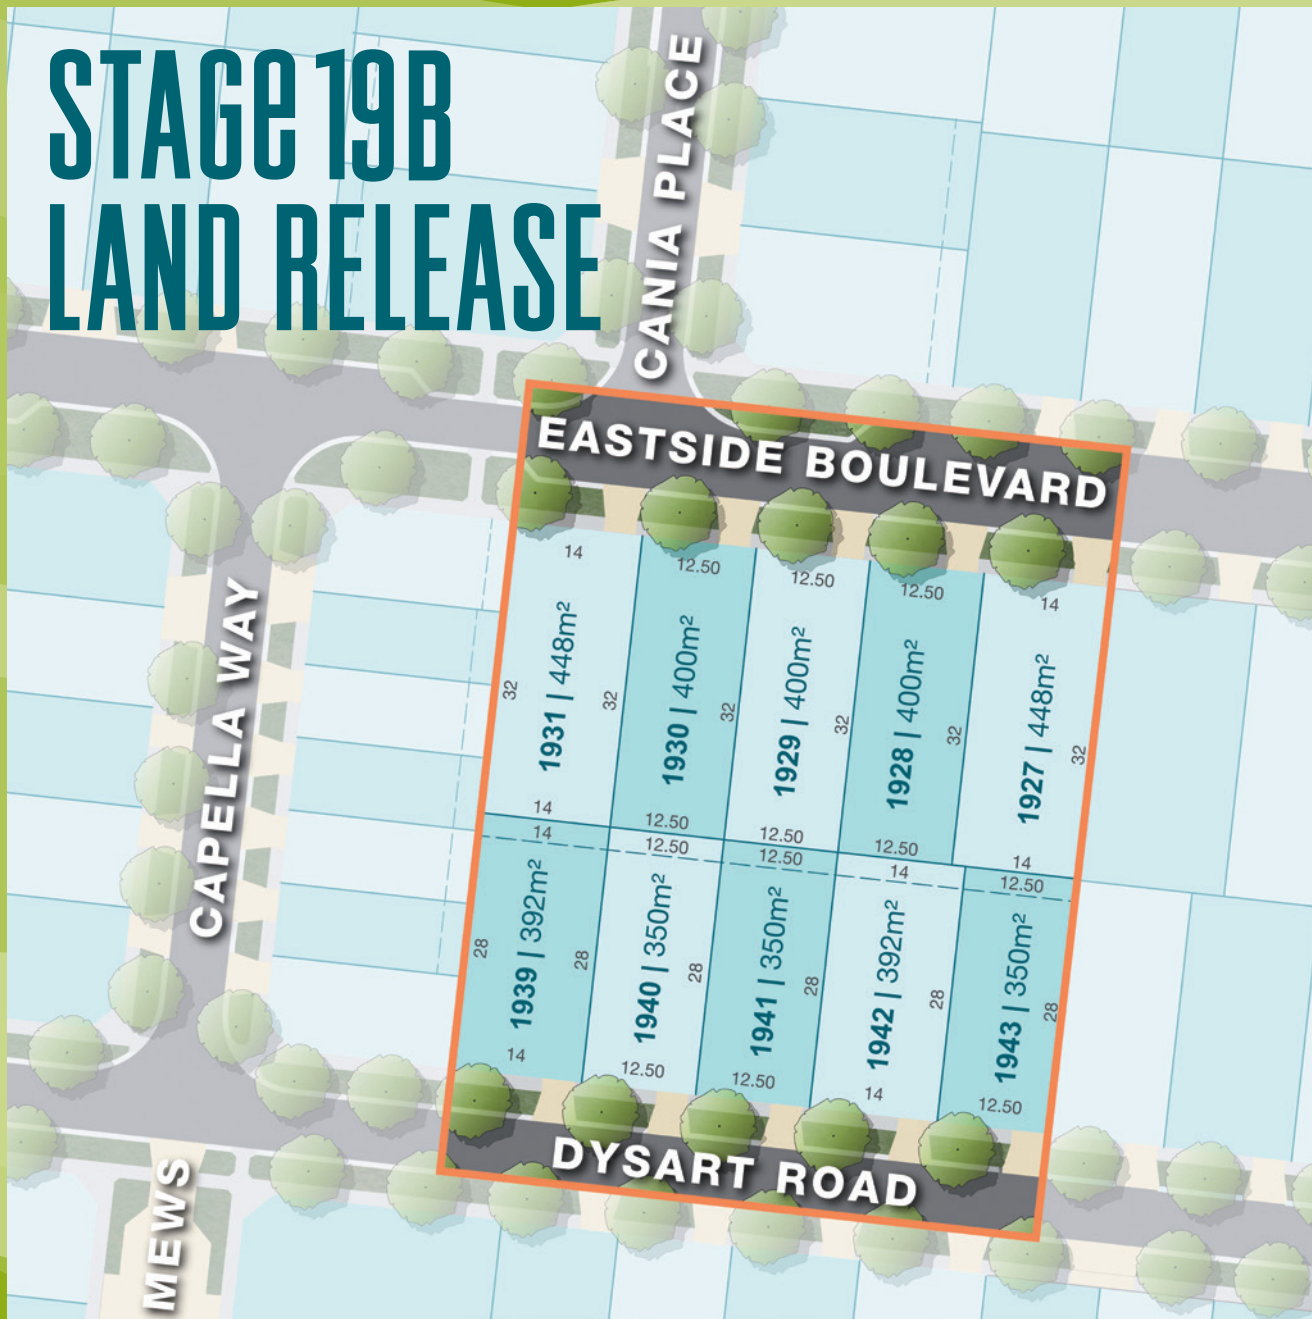 STAGe 19B
LAND RELEASE
CANIA PLACE
EASTSIDE BOULEVARD
CAPELLA WAY
14
12.50
12.50
12.50
14
1931 | 448m²
1930 | 400m²
1929 | 400m²
1928 | 400m²
1927 | 448m²
32
32
32
32
32
32
14
12.50
12.50
12.50
14
14
12.50
12.50
14
12.50
1939 | 392m²
1940 | 350m²
1941 | 350m²
1942 | 392m²
1943 | 350m²
28
28
28
28
28
28
14
12.50
12.50
14
12.50
DYSART ROAD
MEWS